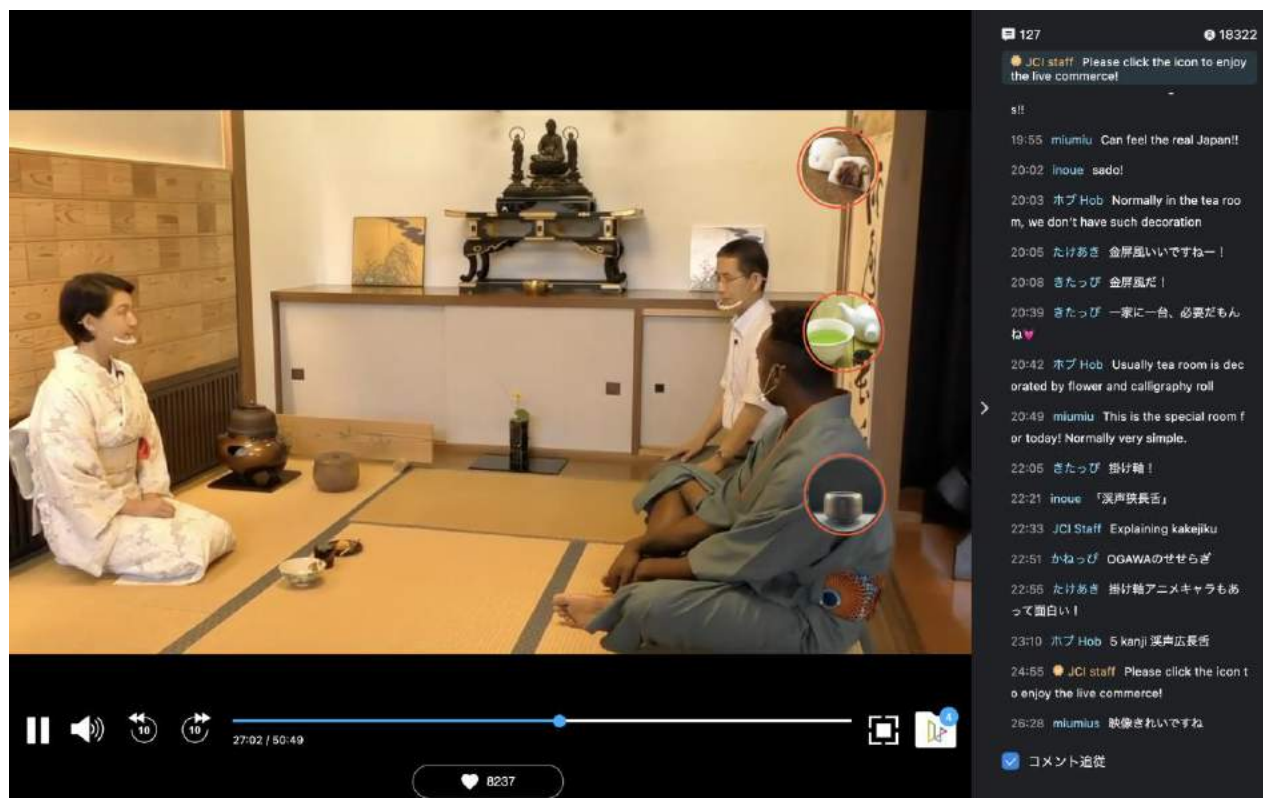 127
18322
JCI staff Please click the icon to enjoy
the live commerce!
s!!
19:55 miumiu Can feel the real Japan!!
20:02 inoue sado!
20:03 ホブ Hob Normally in the tea roo
m, we don't have such decoration
20:05 たけあき 金屏風いいですねー！
20:08 きたっぴ 金屏風だ！
20:39 きたっぴ 一家に一台、必要だもん
ね💓
20:42 ホブ Hob Usually tea room is dec
orated by flower and calligraphy roll
20:49 miumiu This is the special room f
or today! Normally very simple.
22:05 きたっぴ 掛け軸！
22:21 inoue 「渓声狭長舌」
22:33 JCI Staff Explaining kakejiku
22:51 かねっぴ OGAWAのせせらぎ
22:55 たけあき 掛け軸アニメキャラもあ
って面白い！
23:10 ホブ Hob 5 kanji 渓声広長舌
24:55 JCI staff Please click the icon t
o enjoy the live commerce!
26:28 miumius 映像きれいですね
コメント追従
10
10
27:02 / 50:49
4
8237